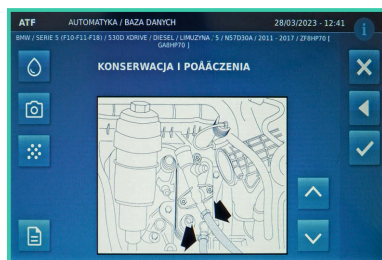 ATF AUTOMATYKA / BAZA DANYCH 28/03/2023 - 12:41
i
BMW / SERIE 5 (F10-F11-F18) / 530D XDRIVE / DIESEL / LIMUZYNA / 5 / N57D30A / 2011 - 2017 / ZF8HP70 [
GA8HP70 ]
KONSERWACJA I POÅÄCZENIA